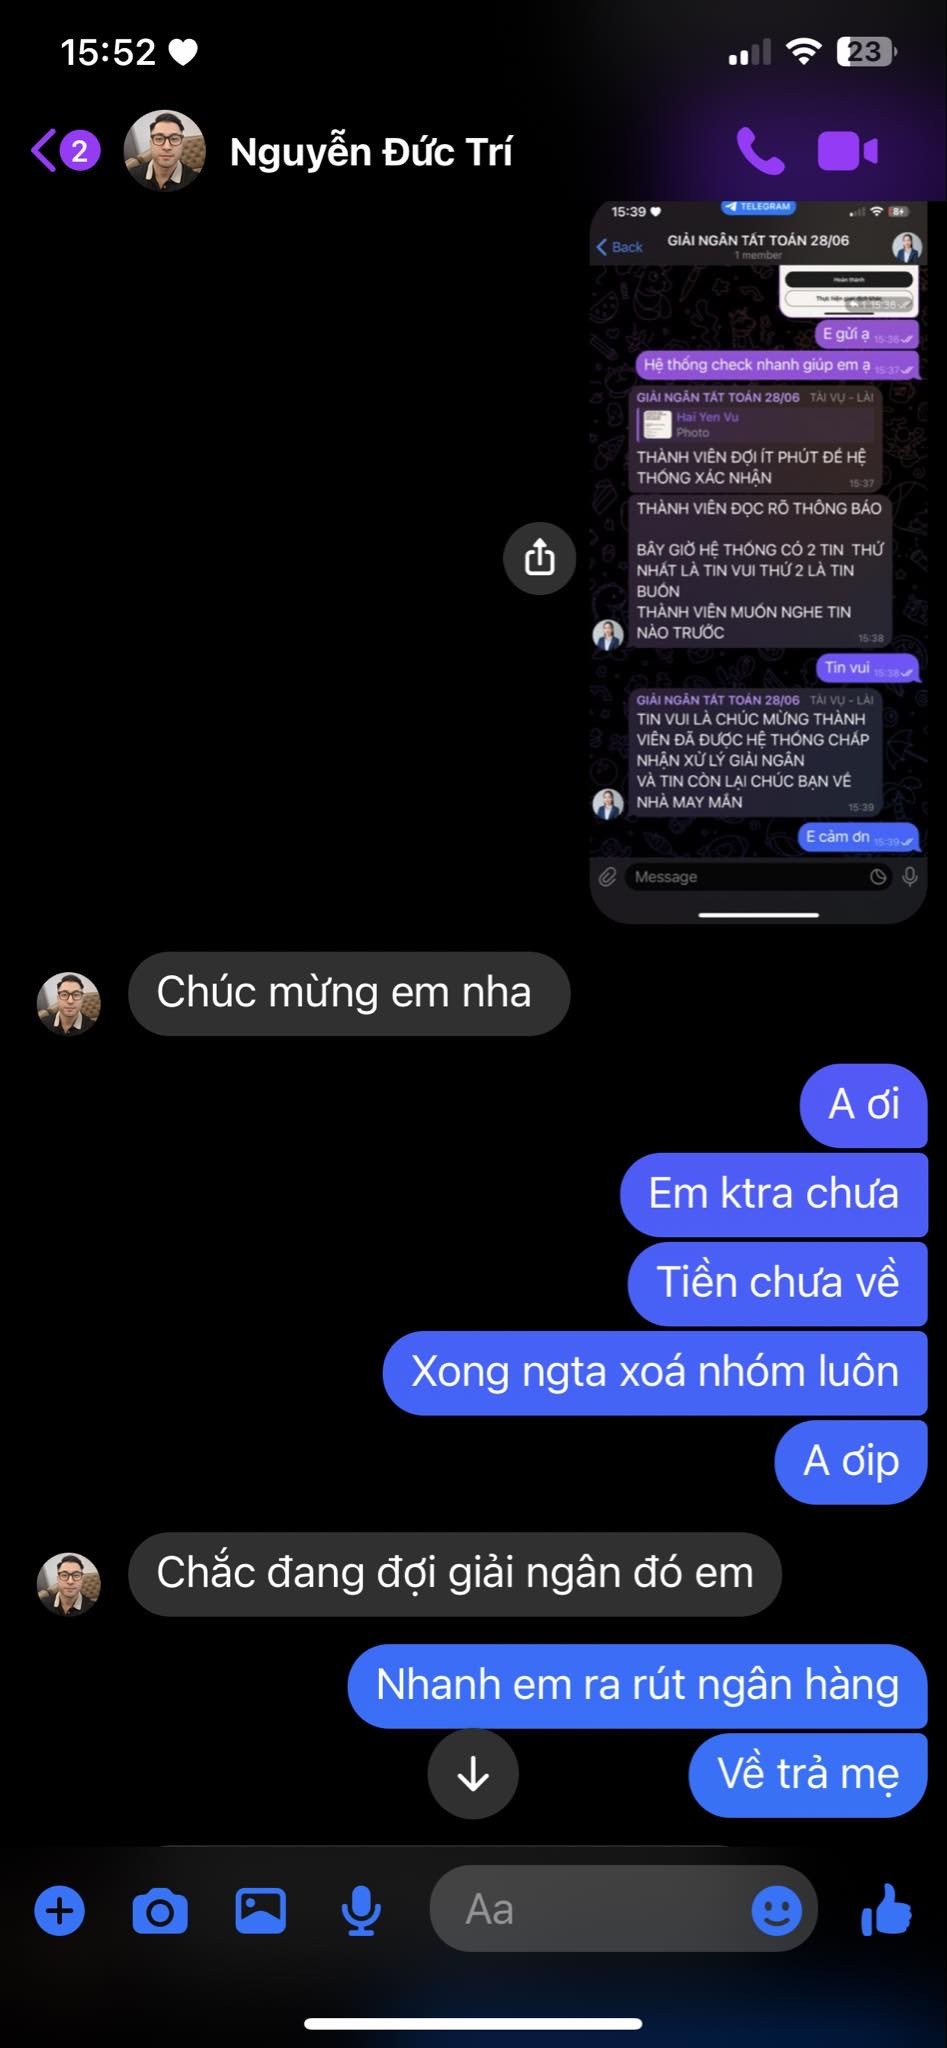 15:52
23
2
Nguyễn Đức Trí
15:39
TELEGRAM
8
Back
GIẢI NGÂN TẤT TOÁN 28/06
1 member
Hoàn thành
Thực hiện giao dịch khác
1 15:36
E gửi ạ 15:36
Hệ thống check nhanh giúp em ạ 15:37
GIẢI NGÂN TẤT TOÁN 28/06 TÀI VỤ - LÀI
Hai Yen Vu
Photo
THÀNH VIÊN ĐỢI ÍT PHÚT ĐỂ HỆ
THỐNG XÁC NHẬN
15:37
THÀNH VIÊN ĐỌC RÕ THÔNG BÁO
BÂY GIỜ HỆ THỐNG CÓ 2 TIN THỨ
NHẤT LÀ TIN VUI THỨ 2 LÀ TIN
BUỒN
THÀNH VIÊN MUỐN NGHE TIN
NÀO TRƯỚC
15:38
Tin vui 15:38
GIẢI NGÂN TẤT TOÁN 28/06 TÀI VỤ - LÀI
TIN VUI LÀ CHÚC MỪNG THÀNH
VIÊN ĐÃ ĐƯỢC HỆ THỐNG CHẤP
NHẬN XỬ LÝ GIẢI NGÂN
VÀ TIN CÒN LẠI CHÚC BẠN VỀ
NHÀ MAY MẮN
15:39
E cảm ơn 15:39
Message
Chúc mừng em nha
A ơi
Em ktra chưa
Tiền chưa về
Xong ngta xoá nhóm luôn
A ơip
Chắc đang đợi giải ngân đó em
Nhanh em ra rút ngân hàng
Về trả mẹ
Aa